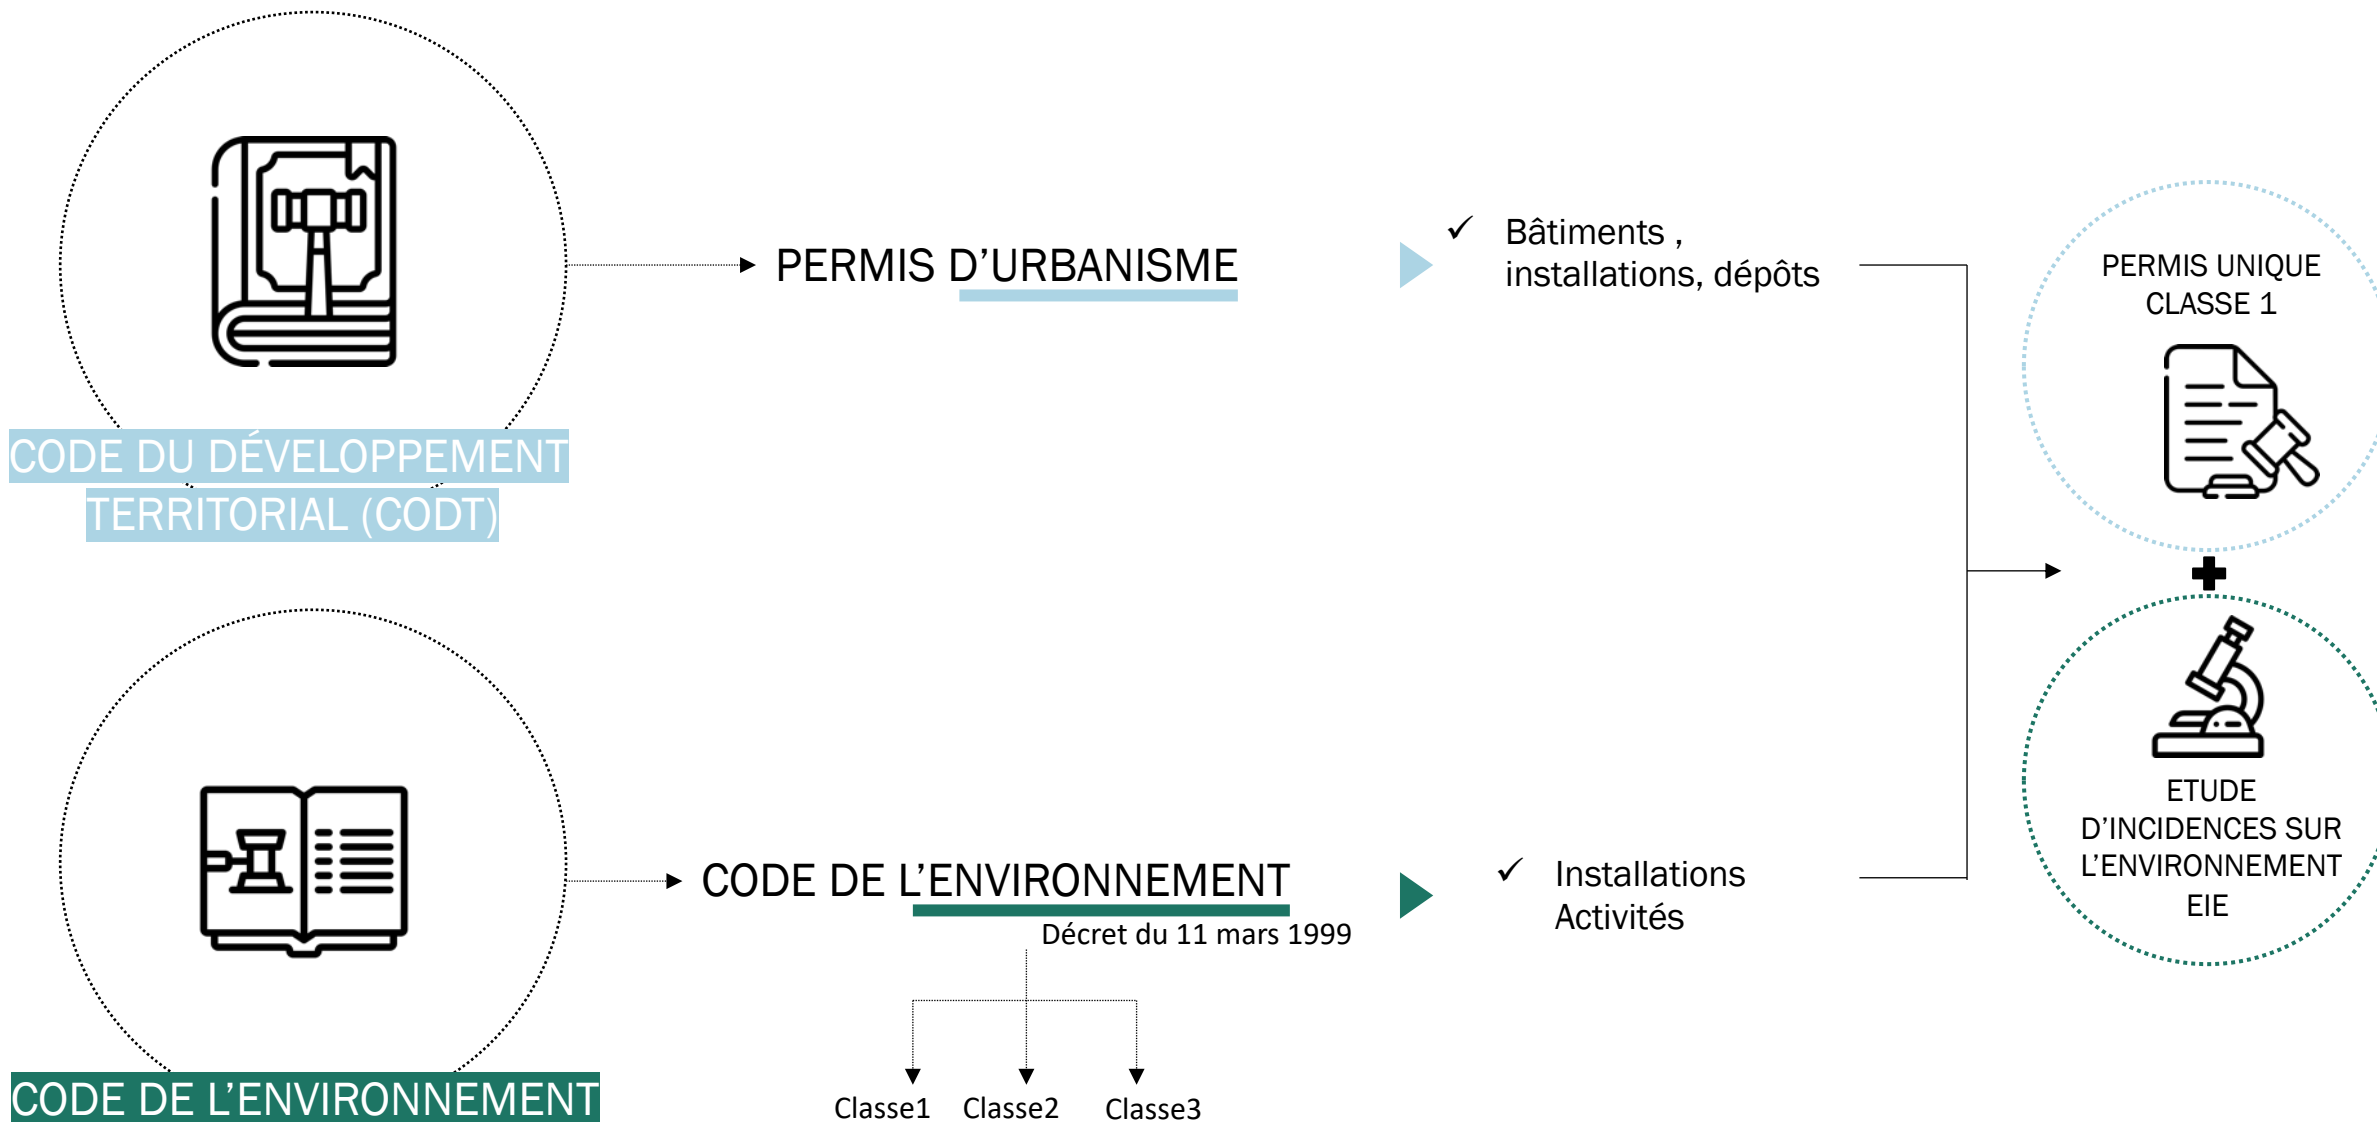 CODE DU DÉVELOPPEMENT
TERRITORIAL (CODT)
PERMIS D’URBANISME
Bâtiments ,
installations, dépôts
PERMIS UNIQUE
CLASSE 1
CODE DE L’ENVIRONNEMENT
CODE DE L’ENVIRONNEMENT
Décret du 11 mars 1999
Classe1
Classe2
Classe3
Installations
Activités
ETUDE
D’INCIDENCES SUR
L’ENVIRONNEMENT
EIE